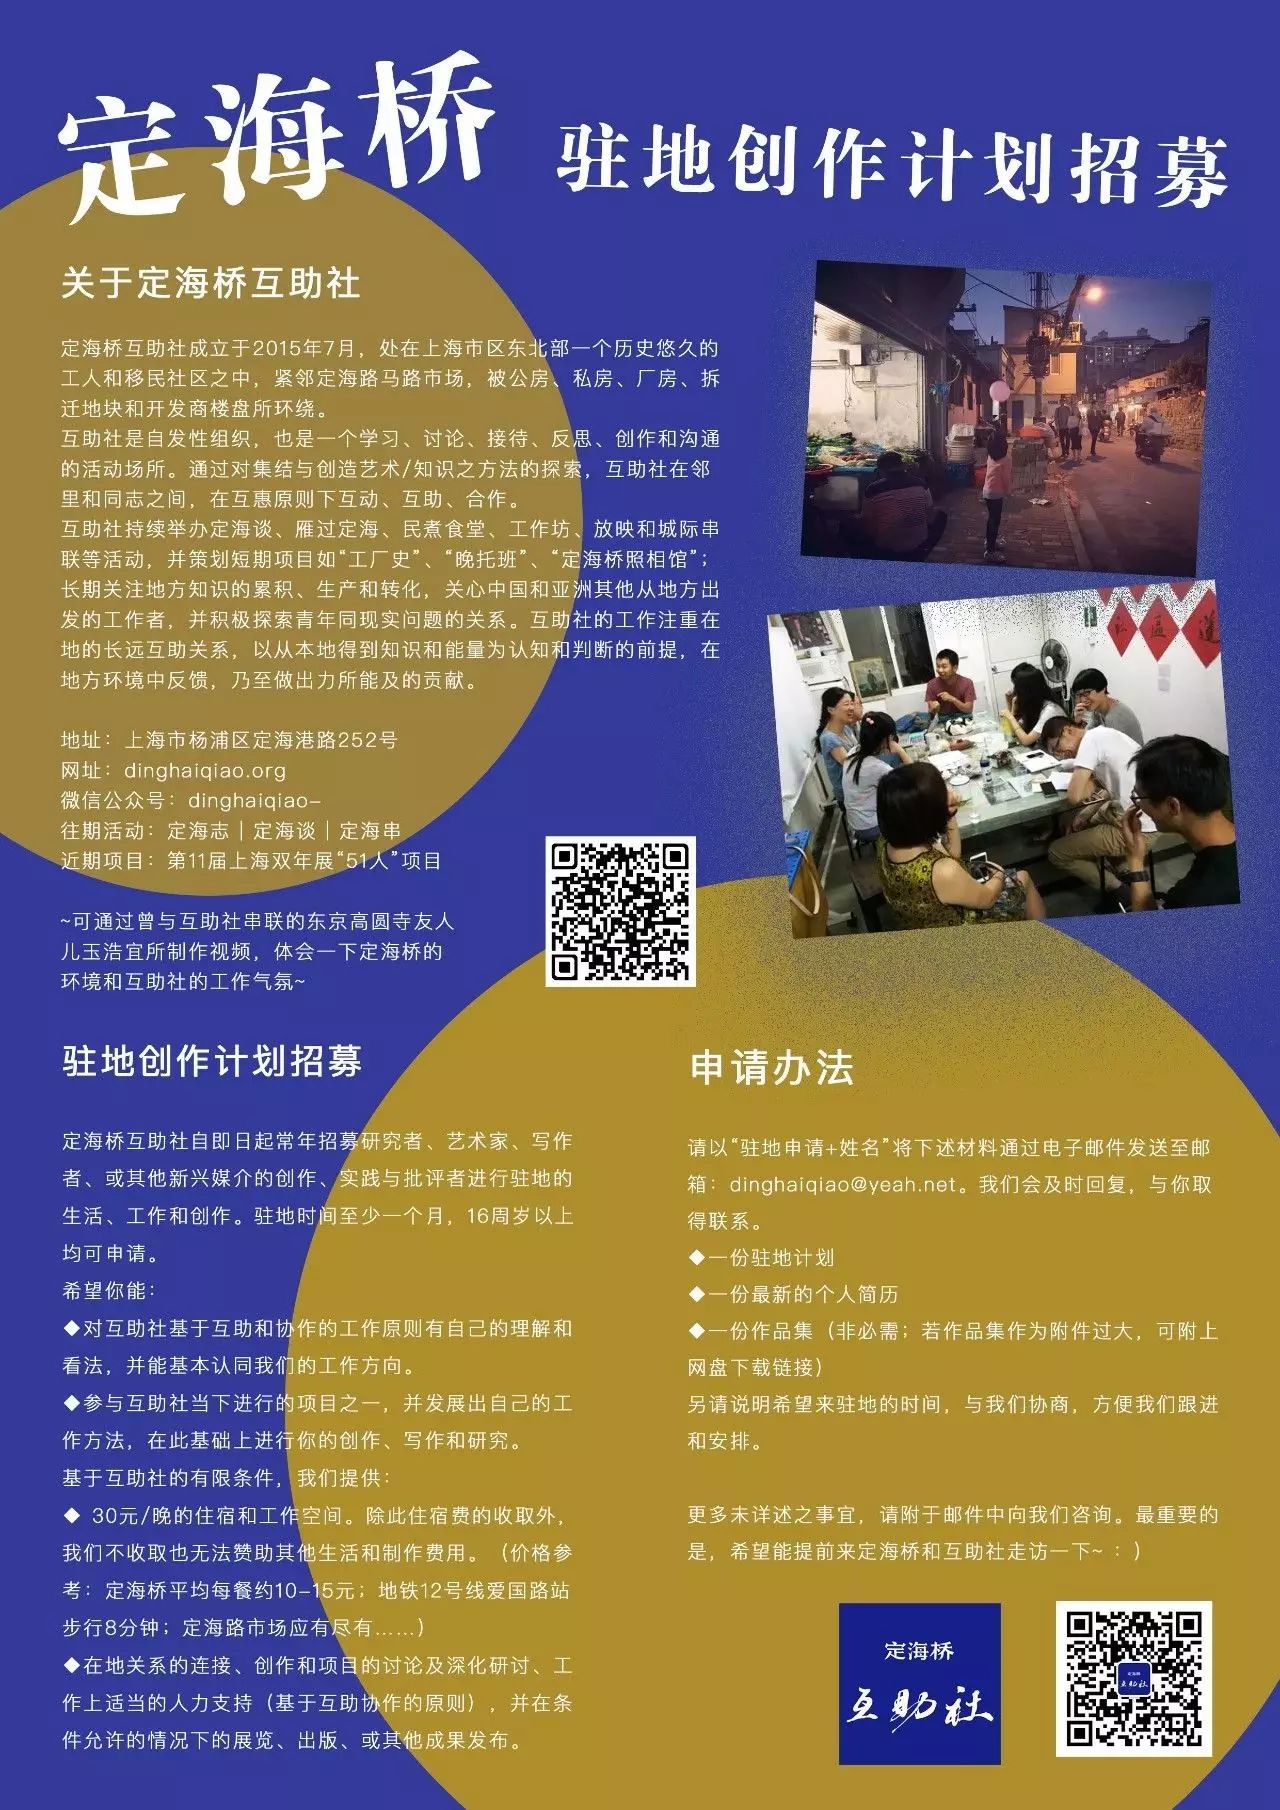 定海桥 驻地创作计划招募
关于定海桥互助社
定海桥互助社成立于2015年7月，处在上海市区东北部一个历史悠久的
工人和移民社区之中，紧邻定海路马路市场，被公房、私房、厂房、拆
迁地块和开发商楼盘所环绕。
互助社是自发性组织，也是一个学习、讨论、接待、反思、创作和沟通
的活动场所。通过对集结与创造艺术/知识之方法的探索，互助社在邻
里和同志之间，在互惠原则下互动、互助、合作。
互助社持续举办定海谈、雁过定海、民煮食堂、工作坊、放映和城际串
联等活动，并策划短期项目如“工厂史”、“晚托班”、“定海桥照相馆”；
长期关注地方知识的累积、生产和转化，关心中国和亚洲其他从地方出
发的工作者，并积极探索青年同现实问题的关系。互助社的工作注重在
地的长远互助关系，以从本地得到知识和能量为认知和判断的前提，在
地方环境中反馈，乃至做出力所能及的贡献。
地址：上海市杨浦区定海港路252号
网址：dinghaiqiao.org
微信公众号：dinghaiqiao-
往期活动：定海志｜定海谈｜定海串
近期项目：第11届上海双年展“51人”项目
~可通过曾与互助社串联的东京高圆寺友人
儿玉浩宜所制作视频，体会一下定海桥的
环境和互助社的工作气氛~
驻地创作计划招募
定海桥互助社自即日起常年招募研究者、艺术家、写作
者、或其他新兴媒介的创作、实践与批评者进行驻地的
生活、工作和创作。驻地时间至少一个月，16周岁以上
均可申请。
希望你能：
◆对互助社基于互助和协作的工作原则有自己的理解和
看法，并能基本认同我们的工作方向。
◆参与互助社当下进行的项目之一，并发展出自己的工
作方法，在此基础上进行你的创作、写作和研究。
基于互助社的有限条件，我们提供：
◆ 30元/晚的住宿和工作空间。除此住宿费的收取外，
我们不收取也无法赞助其他生活和制作费用。（价格参
考：定海桥平均每餐约10-15元；地铁12号线爱国路站
步行8分钟；定海路市场应有尽有……）
◆在地关系的连接、创作和项目的讨论及深化研讨、工
作上适当的人力支持（基于互助协作的原则），并在条
件允许的情况下的展览、出版、或其他成果发布。
申请办法
请以“驻地申请+姓名”将下述材料通过电子邮件发送至邮
箱：dinghaiqiao@yeah.net。我们会及时回复，与你取
得联系。
◆一份驻地计划
◆一份最新的个人简历
◆一份作品集（非必需；若作品集作为附件过大，可附上
网盘下载链接）
另请说明希望来驻地的时间，与我们协商，方便我们跟进
和安排。
更多未详述之事宜，请附于邮件中向我们咨询。最重要的
是，希望能提前来定海桥和互助社走访一下~ ：）
定海桥
互助社